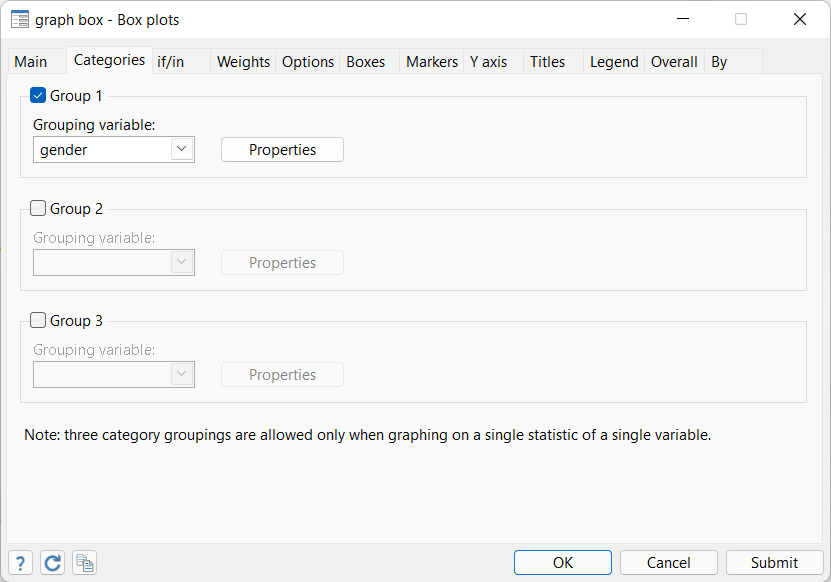 graph box - Box plots
Main Categories if/in Weights Options Boxes Markers Y axis Titles Legend Overall By
Group 1
Grouping variable:
gender Properties
Group 2
Grouping variable:
Properties
Group 3
Grouping variable:
Properties
Note: three category groupings are allowed only when graphing on a single statistic of a single variable.
? OK Cancel Submit